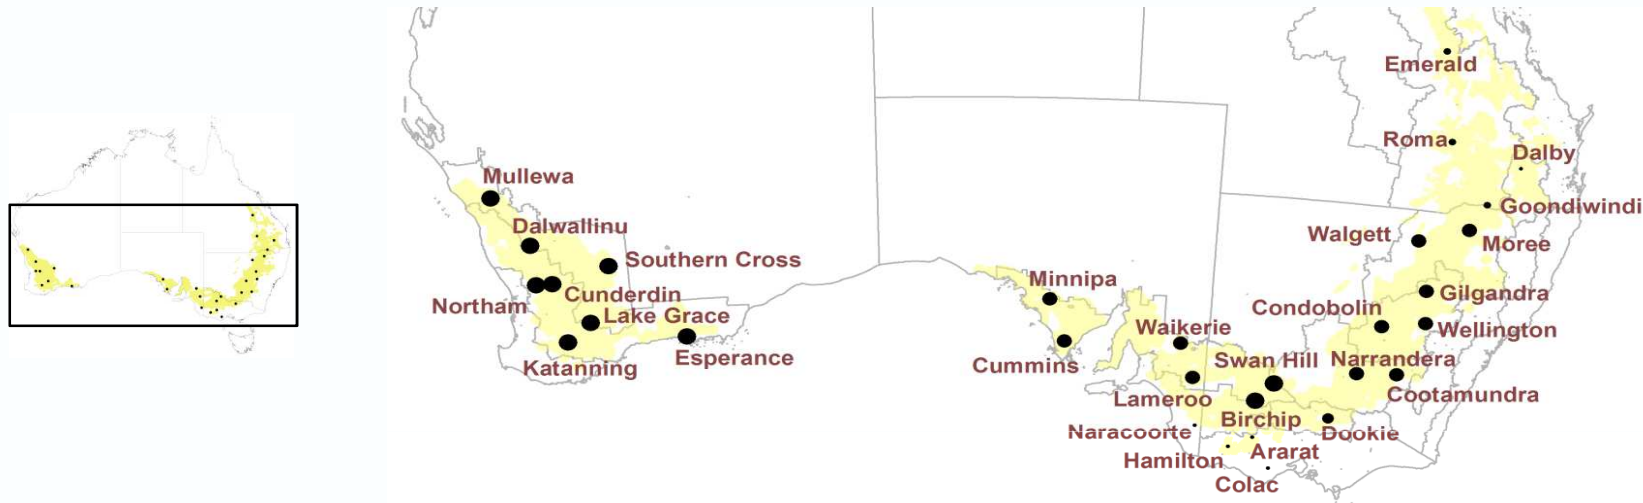 Emerald
Roma
Dalby
Mullewa
Goondiwindi
Dalwallinu
Walgett
Moree
Southern Cross
Minnipa
Northam
Cunderdin
Gilgandra
Condobolin
Lake Grace
Waikerie
Wellington
Esperance
Katanning
Cummins
Swan Hill
Narrandera
Lameroo
Cootamundra
Birchip
Naracoorte
Dookie
Hamilton
Ararat
Colac